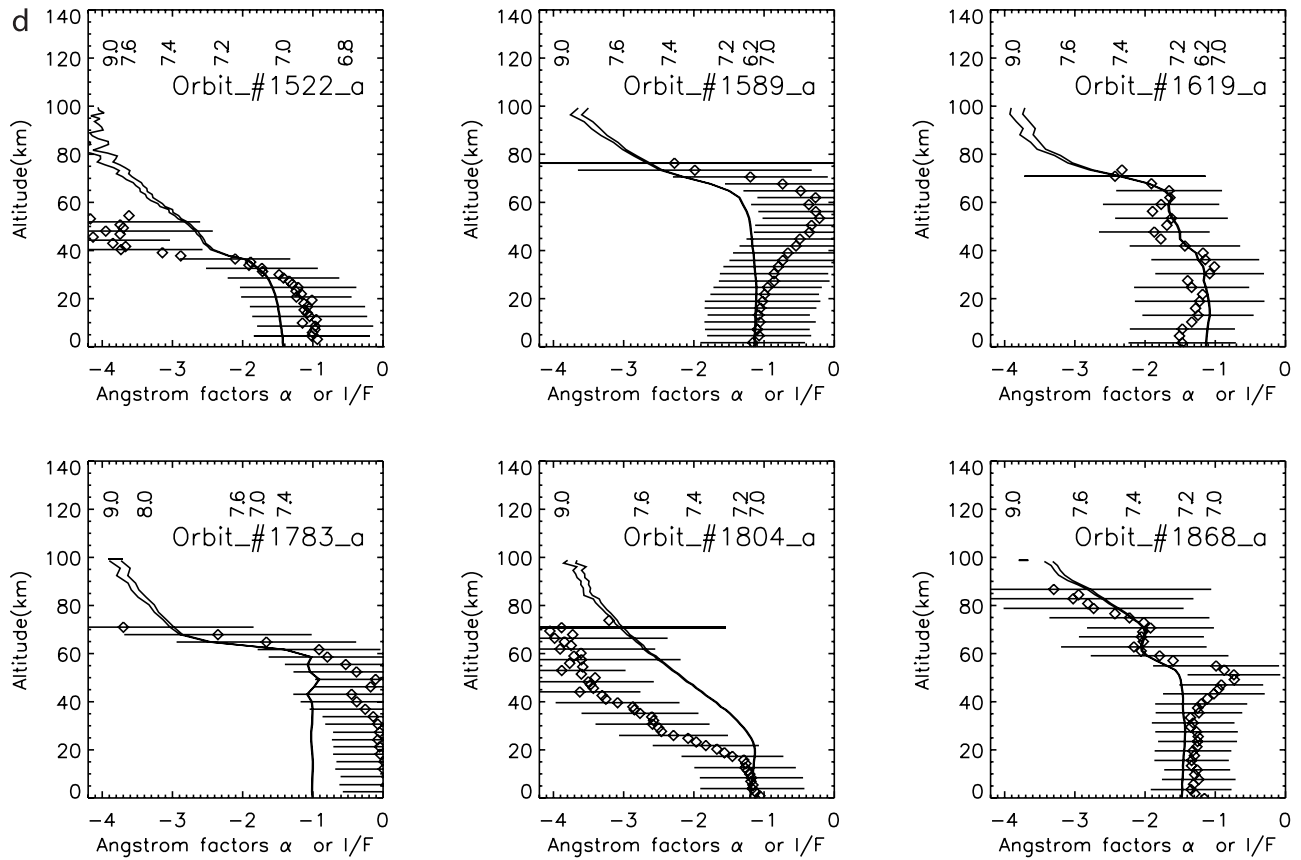 d
140
120
100
80
60
40
20
0
Altitude(km)
9.0 7.6 7.4 7.2 7.0 6.8
Orbit_#1522_a
−4 −3 −2 −1 0
Angstrom factors α or I/F
140
120
100
80
60
40
20
0
Altitude(km)
9.0 7.6 7.4 7.2 6.2 7.0
Orbit_#1589_a
−4 −3 −2 −1 0
Angstrom factors α or I/F
140
120
100
80
60
40
20
0
Altitude(km)
9.0 7.6 7.4 7.2 6.2 7.0
Orbit_#1619_a
−4 −3 −2 −1 0
Angstrom factors α or I/F
140
120
100
80
60
40
20
0
Altitude(km)
9.0 8.0 7.6 7.0 7.4
Orbit_#1783_a
−4 −3 −2 −1 0
Angstrom factors α or I/F
140
120
100
80
60
40
20
0
Altitude(km)
9.0 7.6 7.4 7.2 7.0
Orbit_#1804_a
−4 −3 −2 −1 0
Angstrom factors α or I/F
140
120
100
80
60
40
20
0
Altitude(km)
9.0 7.6 7.4 7.2 7.0
Orbit_#1868_a
−4 −3 −2 −1 0
Angstrom factors α or I/F